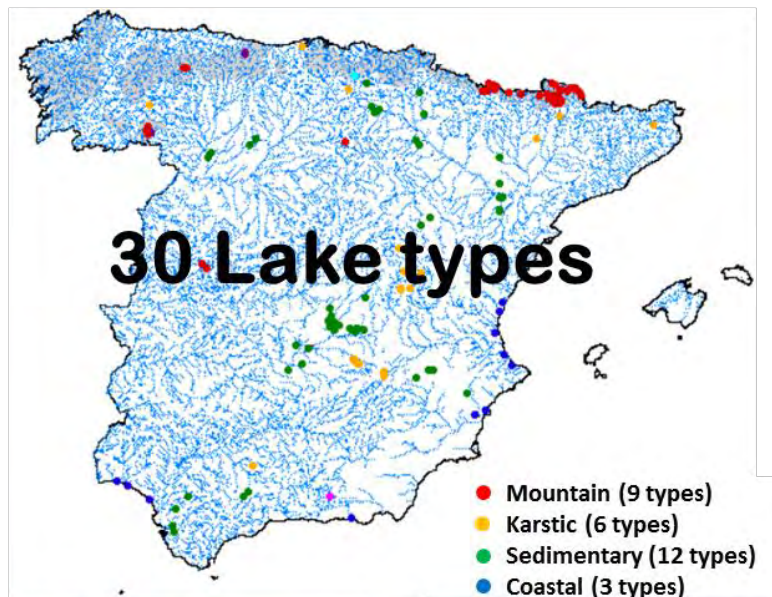 30 Lake types
Mountain (9 types)
Karstic (6 types)
Sedimentary (12 types)
Coastal (3 types)